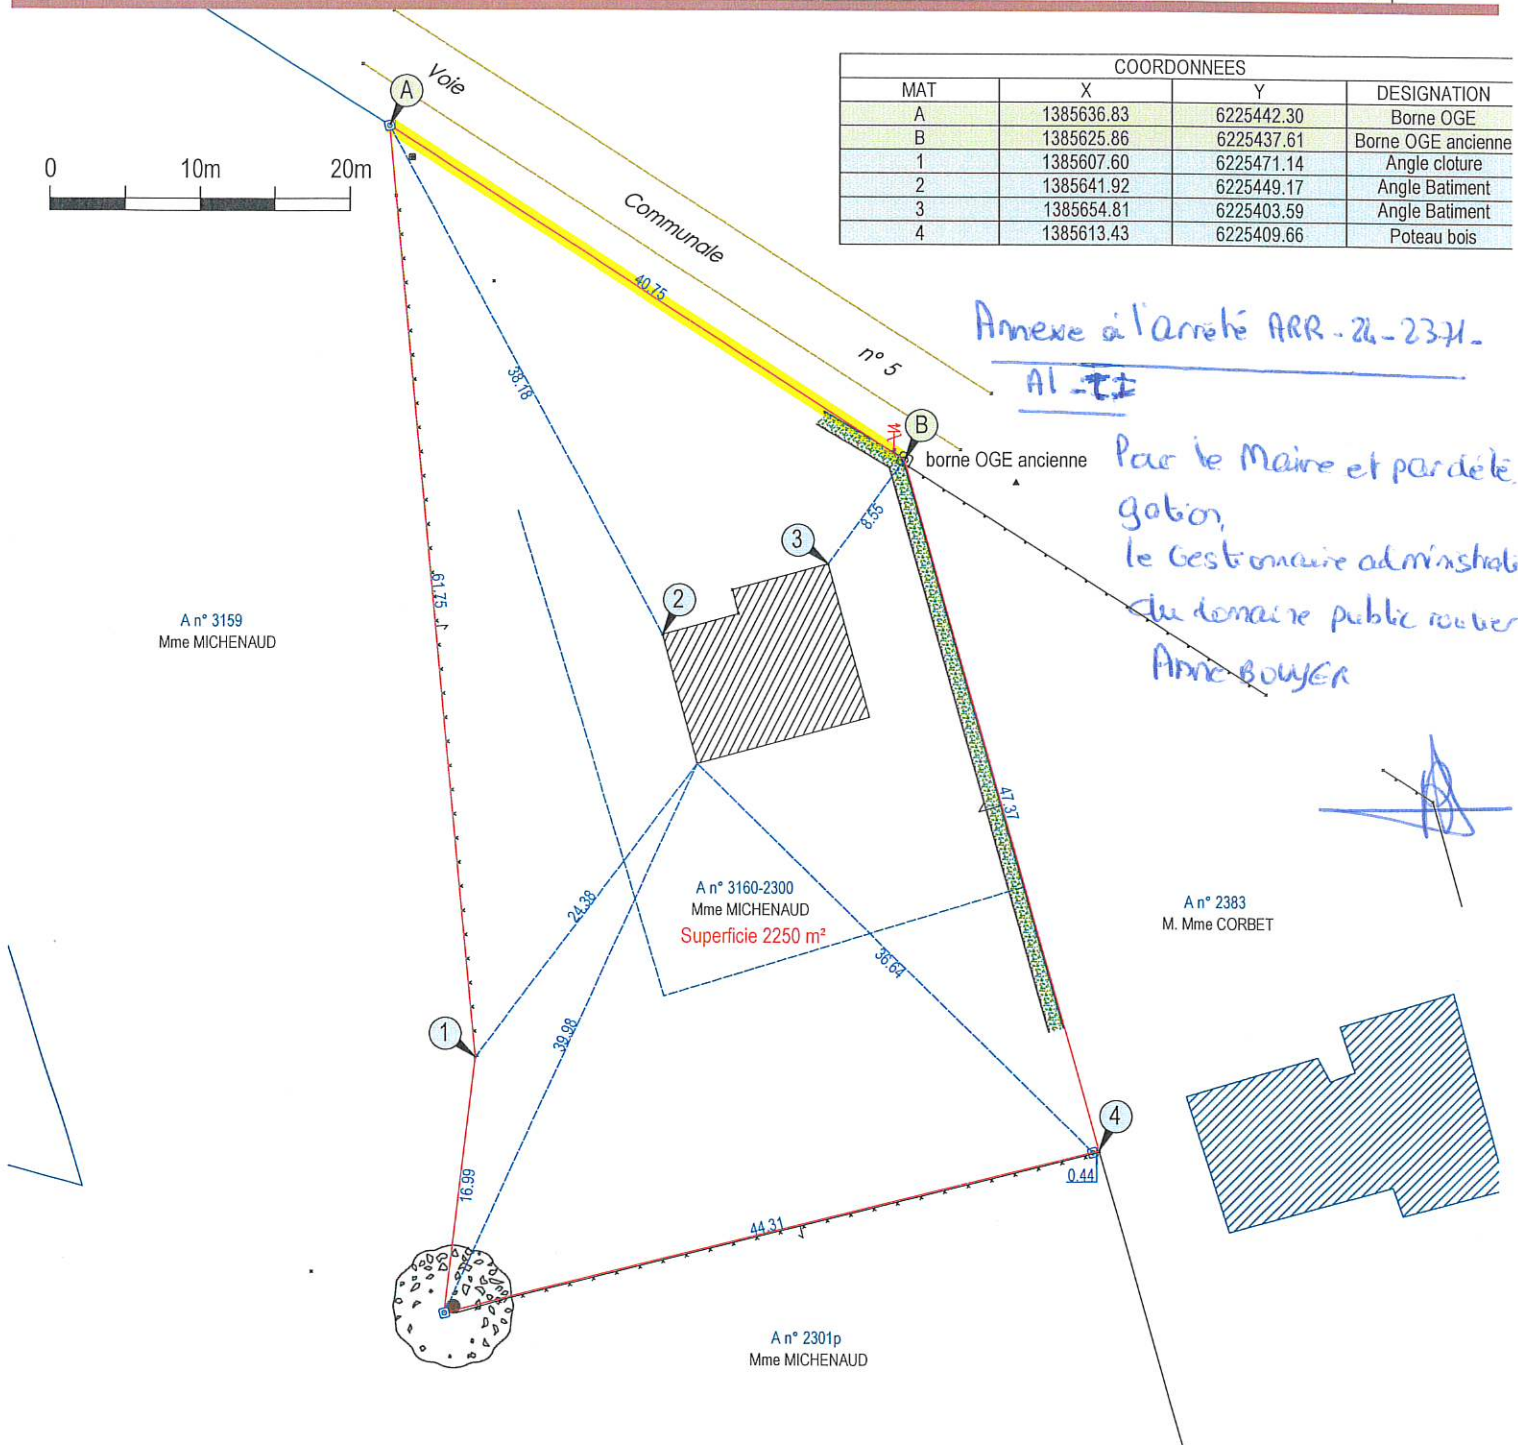 COORDONNEES
MAT X Y DESIGNATION
A 1385636.83 6225442.30 Borne OGE
B 1385625.86 6225437.61 Borne OGE ancienne
1 1385607.60 6225471.14 Angle cloture
2 1385641.92 6225449.17 Angle Batiment
3 1385654.81 6225403.59 Angle Batiment
4 1385613.43 6225409.66 Poteau bois
0 10m 20m
A
Voie
Communale
n° 5
40.75
38.18
B
borne OGE ancienne
8.55
3
2
61.75
47.37
A n° 3159
Mme MICHENAUD
Annexe à l'arrêté ARR-24-2371-
A1
Par le Maire et par délé
gation,
le Gestionnaire administrati
du domaine public routier
Anne BOUYER
A n° 3160-2300
Mme MICHENAUD
Superficie 2250 m²
24.38
39.98
36.64
A n° 2383
M. Mme CORBET
1
4
16.99
0.44
44.31
A n° 2301p
Mme MICHENAUD